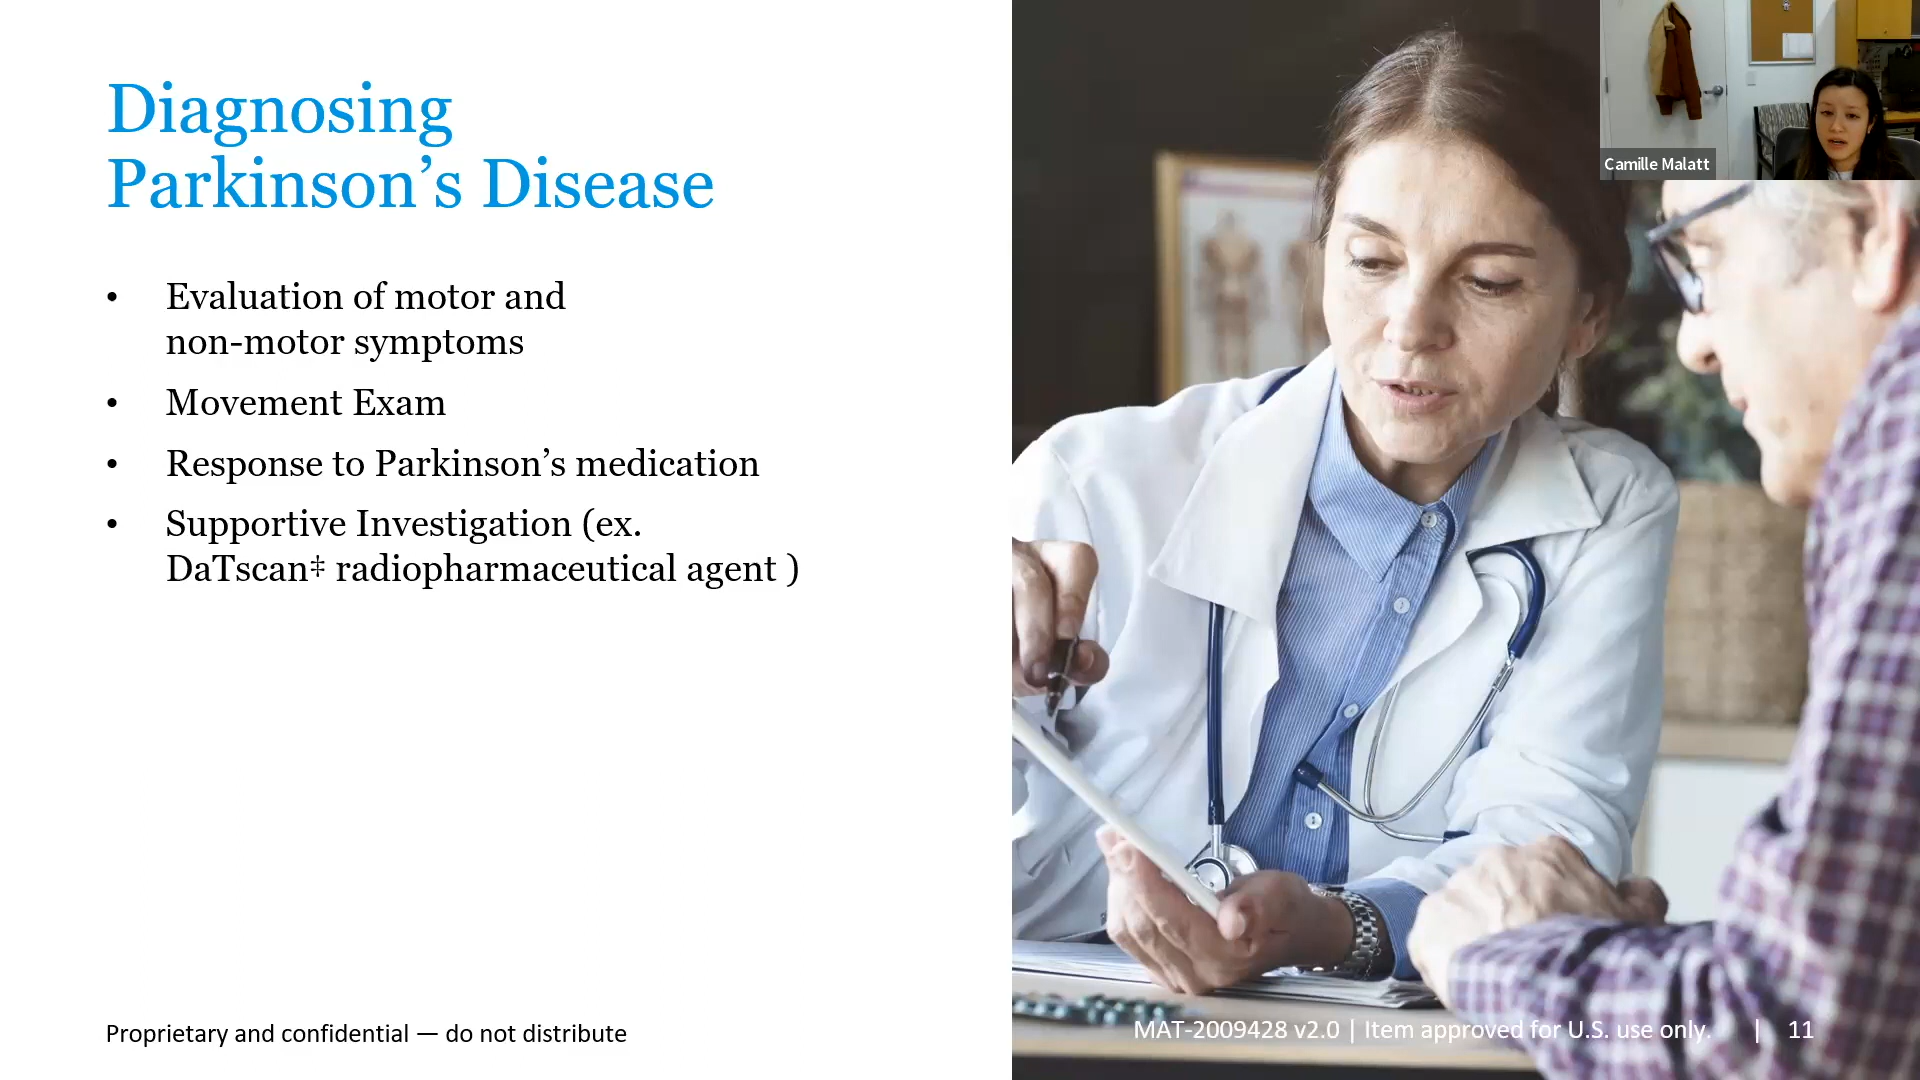 Diagnosing
Parkinson’s Disease
• Evaluation of motor and
non-motor symptoms
• Movement Exam
• Response to Parkinson’s medication
• Supportive Investigation (ex.
DaTscan‡ radiopharmaceutical agent )
Camille Malatt
Proprietary and confidential — do not distribute
MAT-2009428 v2.0 | Item approved for U.S. use only. | 11